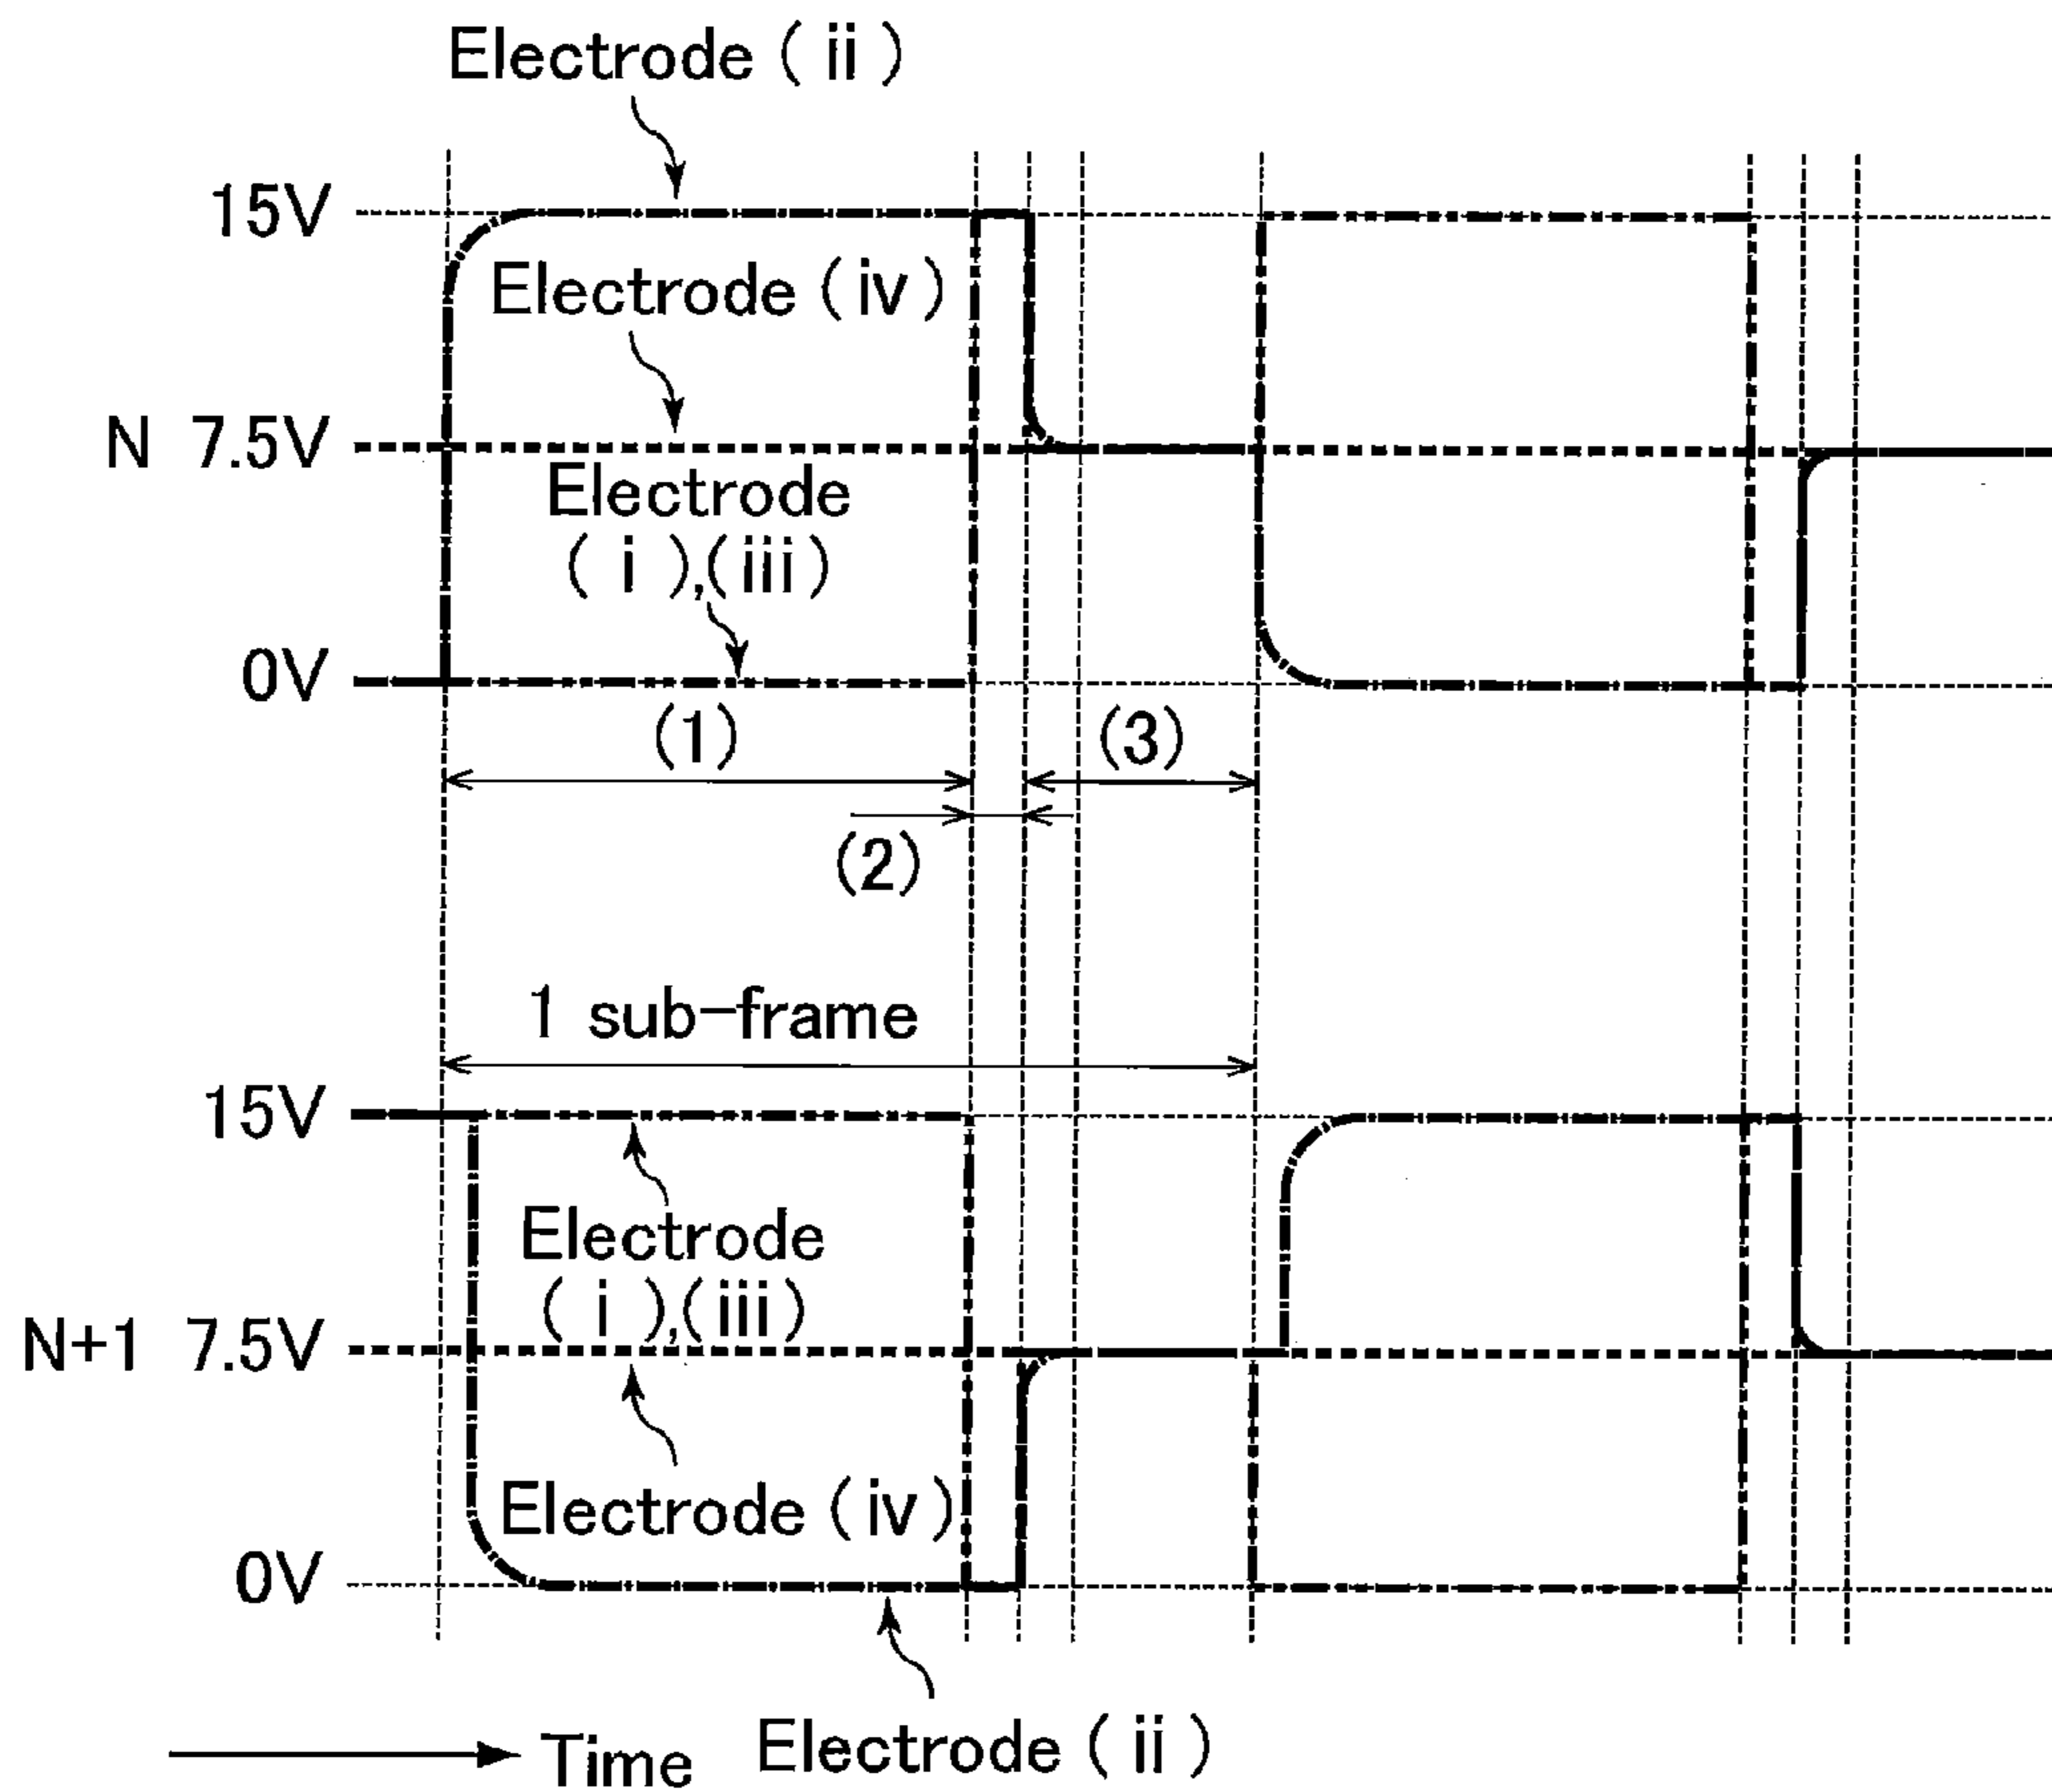 Electrode ( ii )
15V
Electrode (iv)
N 7.5V
Electrode
( i ),(iii)
0V
(1)
(3)
(2)
1 sub-frame
15V
Electrode
( i ),(iii)
N+1 7.5V
Electrode (iv)
0V
Time
Electrode ( ii )